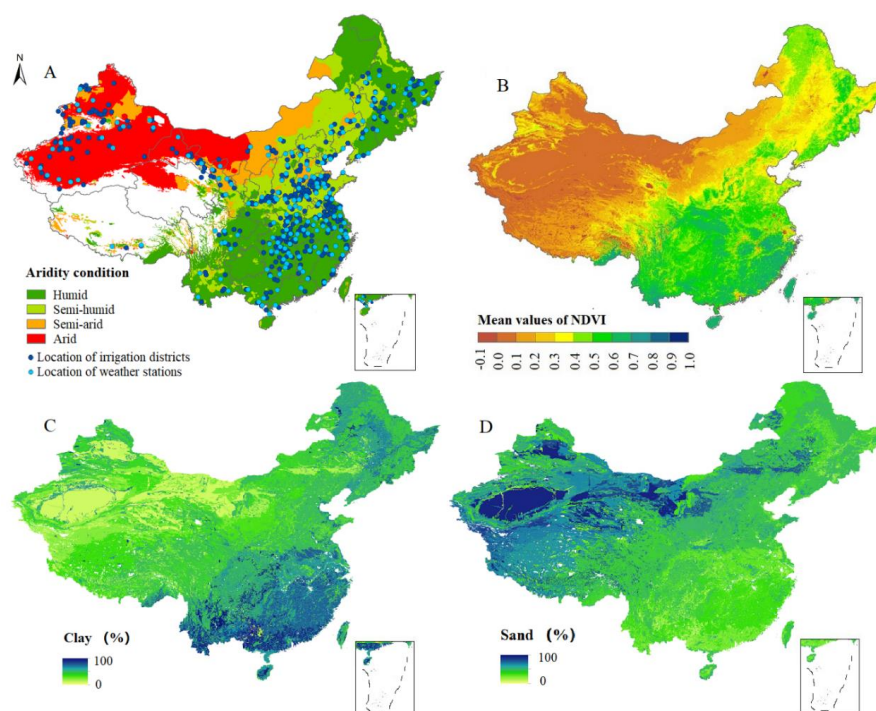 N
A
Aridity condition
Humid
Semi-humid
Semi-arid
Arid
Location of irrigation districts
Location of weather stations
B
Mean values of NDVI
-0.1
0.0
0.1
0.2
0.3
0.4
0.5
0.6
0.7
0.8
0.9
1.0
C
Clay （%）
100
0
D
Sand （%）
100
0